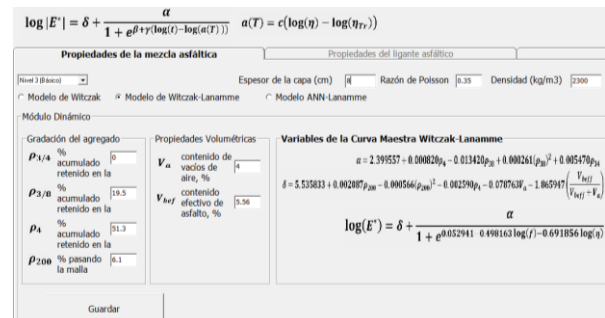 log |E*| = δ + α / (1 + e^(β+γ(log(t)−log(a(T))))) a(T) = c(log(η) − log(η_Tr))
Propiedades de la mezcla asfáltica Propiedades del ligante asfáltico
Nivel 3 (Básico) Espesor de la capa (cm) 8 Razón de Poisson 0.35 Densidad (kg/m3) 2300
Modelo de Witczak Modelo de Witczak-Lanamme Modelo ANN-Lanamme
Módulo Dinámico
Gradación del agregado
ρ3/4 % acumulado retenido en la 0
ρ3/8 % acumulado retenido en la 19.5
ρ4 % acumulado retenido en la 51.3
ρ200 % pasando la malla 6.1
Propiedades Volumétricas
Va contenido de vacíos de aire, % 4
Vbef contenido efectivo de asfalto, % 5.56
Variables de la Curva Maestra Witczak-Lanamme
α = 2.399557 + 0.000820ρ4 − 0.013420ρ38 + 0.000261(ρ38)² + 0.005470ρ34
δ = 5.535833 + 0.002087ρ200 − 0.000566(ρ200)² − 0.002590ρ4 − 0.078763Va − 1.865947(Vbeff / (Vbeff + Va))
log(E*) = δ + α / (1 + e^(0.052941−0.498163 log(f)−0.691856 log(η)))
Guardar